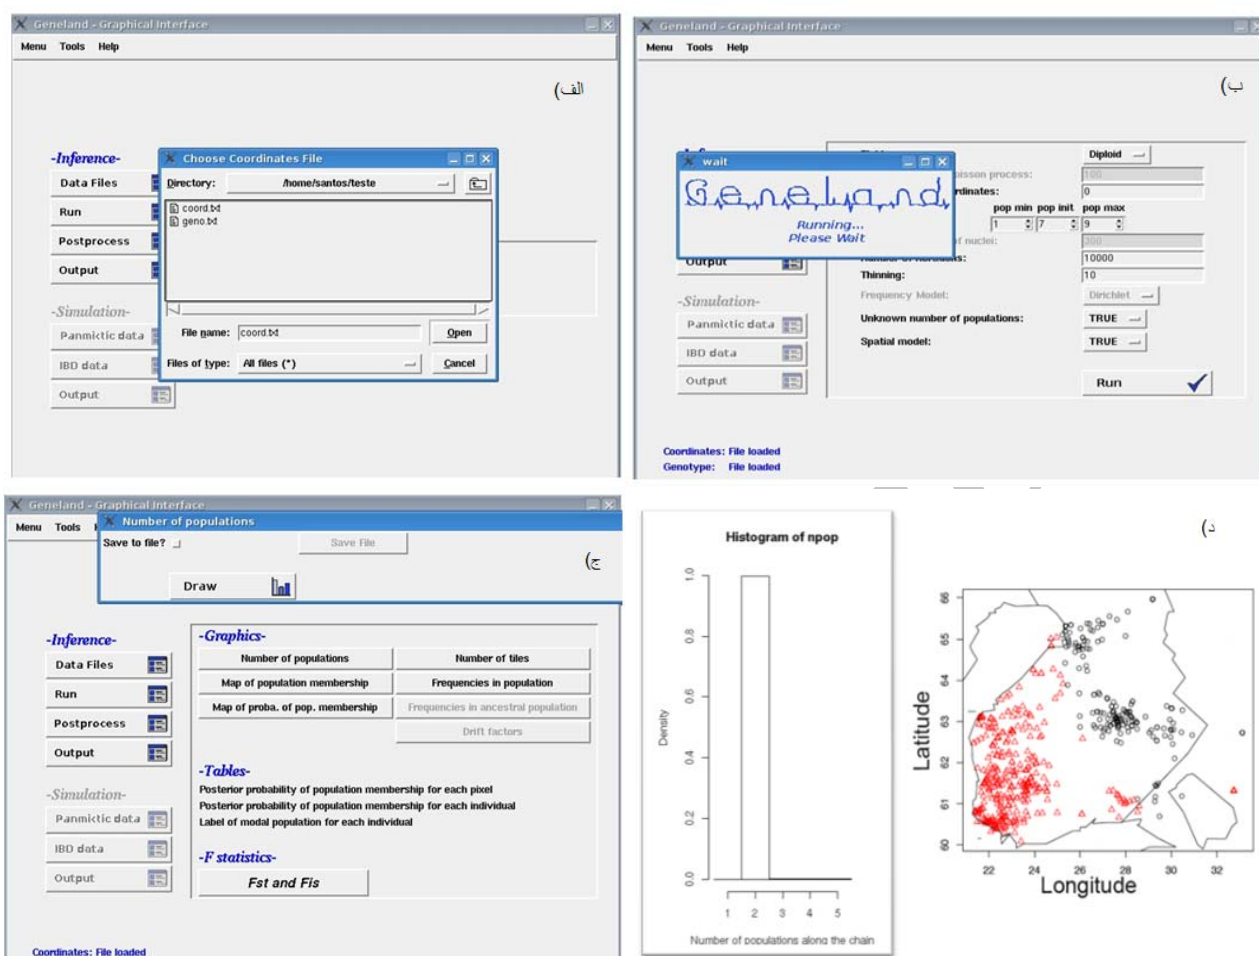 Geneland - Graphical Interface
Menu Tools Help
الف)
-Inference-
Data Files
Run
Postprocess
Output
-Simulation-
Panmictic data
IBD data
Output
Choose Coordinates File
Directory: /home/santos/teste
coord.txt
geno.txt
File name: coord.txt Open
Files of type: All files (*) Cancel
Geneland - Graphical Interface
Menu Tools Help
ب)
wait
Geneland
Running...
Please Wait
Output
-Simulation-
Panmictic data
IBD data
Output
Diploid
oisson process: 100
rdinates: 0
pop min pop init pop max
1 7 9
of nuclei: 300
10000
Thinning: 10
Frequency Model: Dirichlet
Unknown number of populations: TRUE
Spatial model: TRUE
Run
Coordinates: File loaded
Genotype: File loaded
Geneland - Graphical Interface
Menu Tools
Number of populations
Save to file? Save File
Draw
ج)
-Inference-
Data Files
Run
Postprocess
Output
-Simulation-
Panmictic data
IBD data
Output
-Graphics-
Number of populations Number of tiles
Map of population membership Frequencies in population
Map of proba. of pop. membership Frequencies in ancestral population
Drift factors
-Tables-
Posterior probability of population membership for each pixel
Posterior probability of population membership for each individual
Label of modal population for each individual
-F statistics-
Fst and Fis
Coordinates: File loaded
د)
Histogram of npop
Density
1.0
0.8
0.6
0.4
0.2
0.0
1 2 3 4 5
Number of populations along the chain
Latitude
66
65
64
63
62
61
60
22 24 26 28 30 32
Longitude